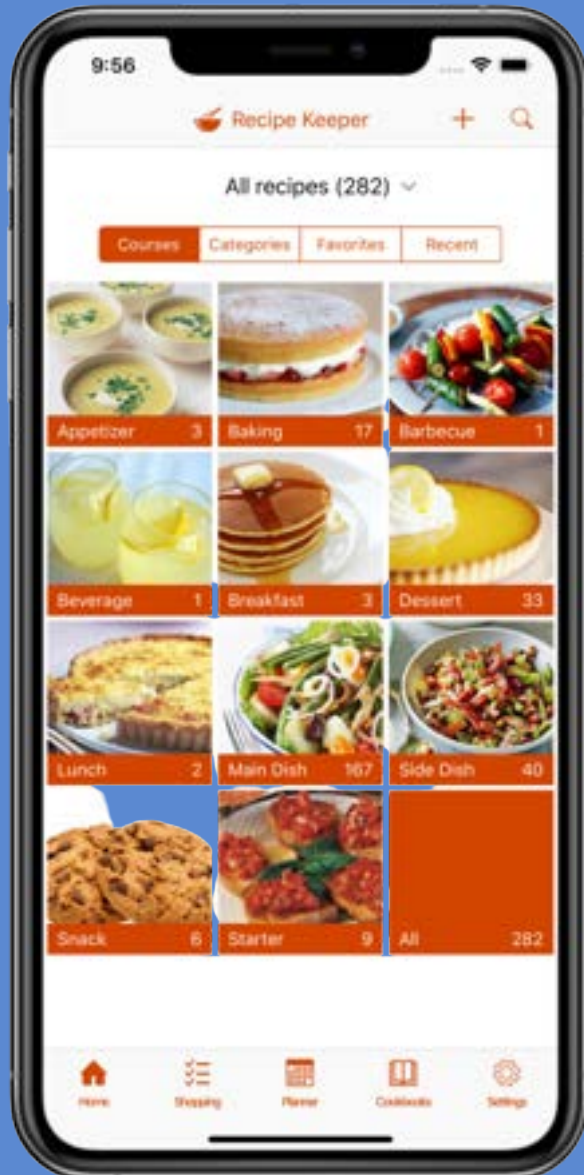 9:56
Recipe Keeper
All recipes (282)
Courses Categories Favorites Recent
Appetizer 3 Baking 17 Barbecue 1
Beverage 1 Breakfast 3 Dessert 33
Lunch 2 Main Dish 167 Side Dish 40
Snack 6 Starter 9 All 282
Home Shopping Planner Cookbooks Settings